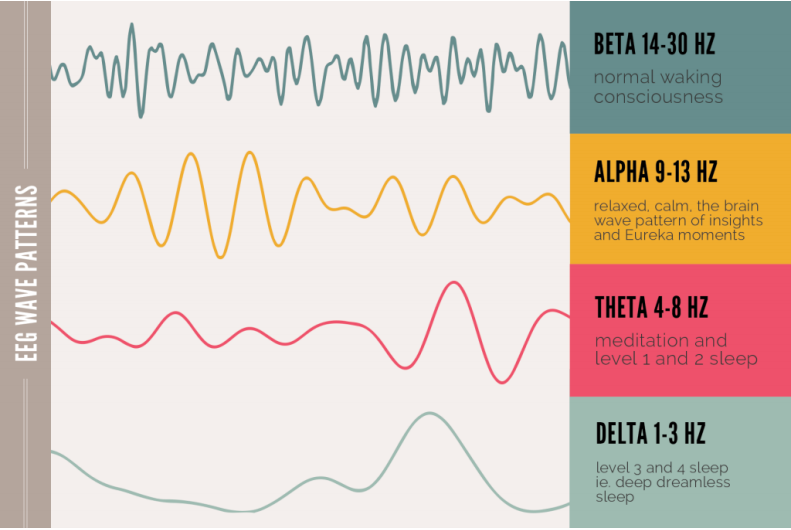 EEG WAVE PATTERNS
BETA 14-30 HZ
normal waking
consciousness
ALPHA 9-13 HZ
relaxed, calm, the brain
wave pattern of insights
and Eureka moments
THETA 4-8 HZ
meditation and
level 1 and 2 sleep
DELTA 1-3 HZ
level 3 and 4 sleep
ie. deep dreamless
sleep